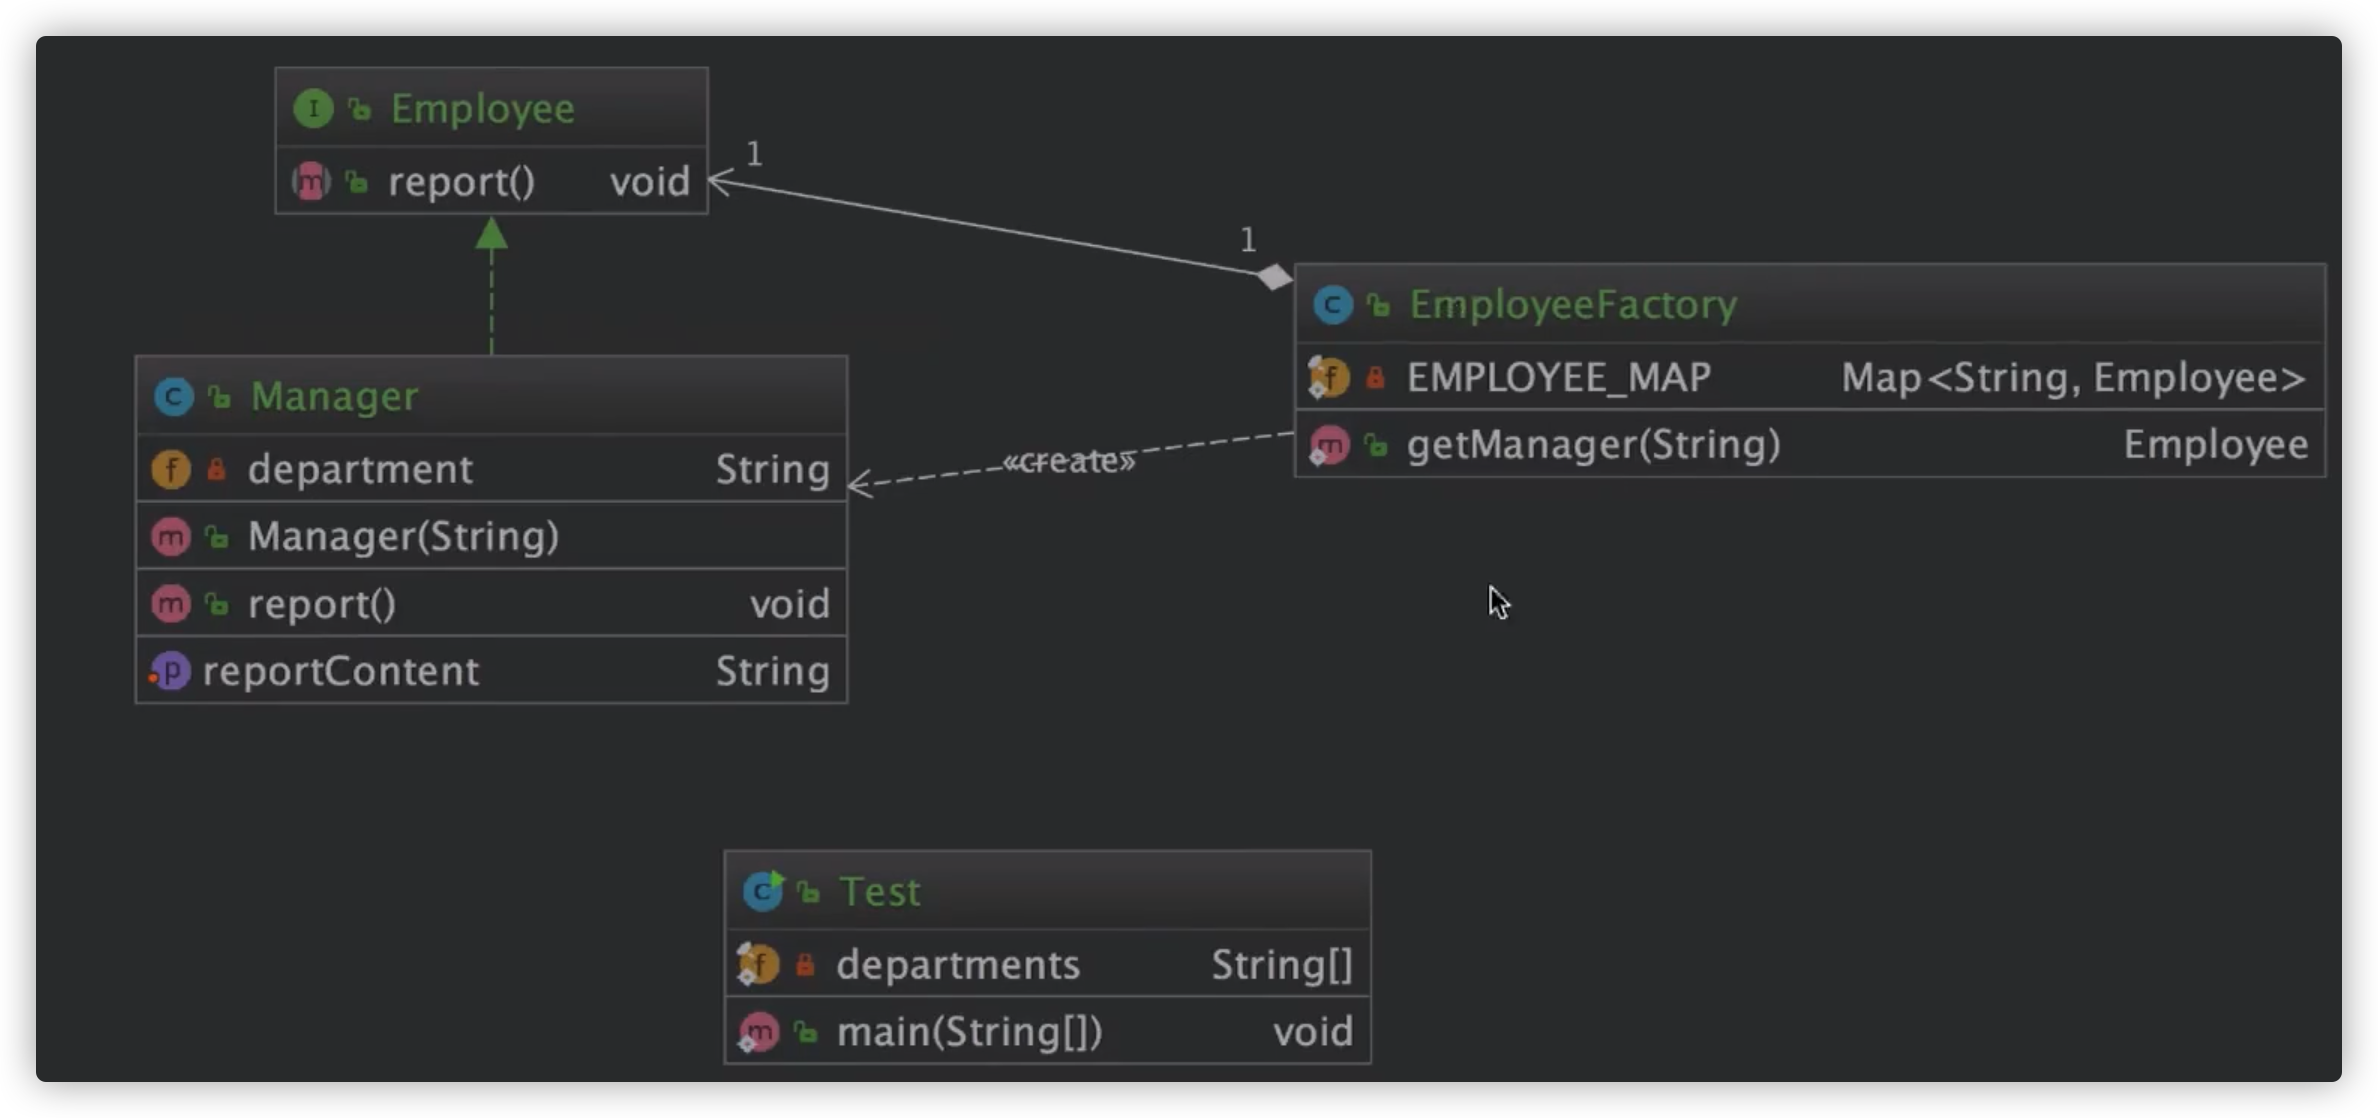 Employee
report() void
1
1
EmployeeFactory
EMPLOYEE_MAP Map<String, Employee>
getManager(String) Employee
«create»
Manager
department String
Manager(String)
report() void
reportContent String
Test
departments String[]
main(String[]) void